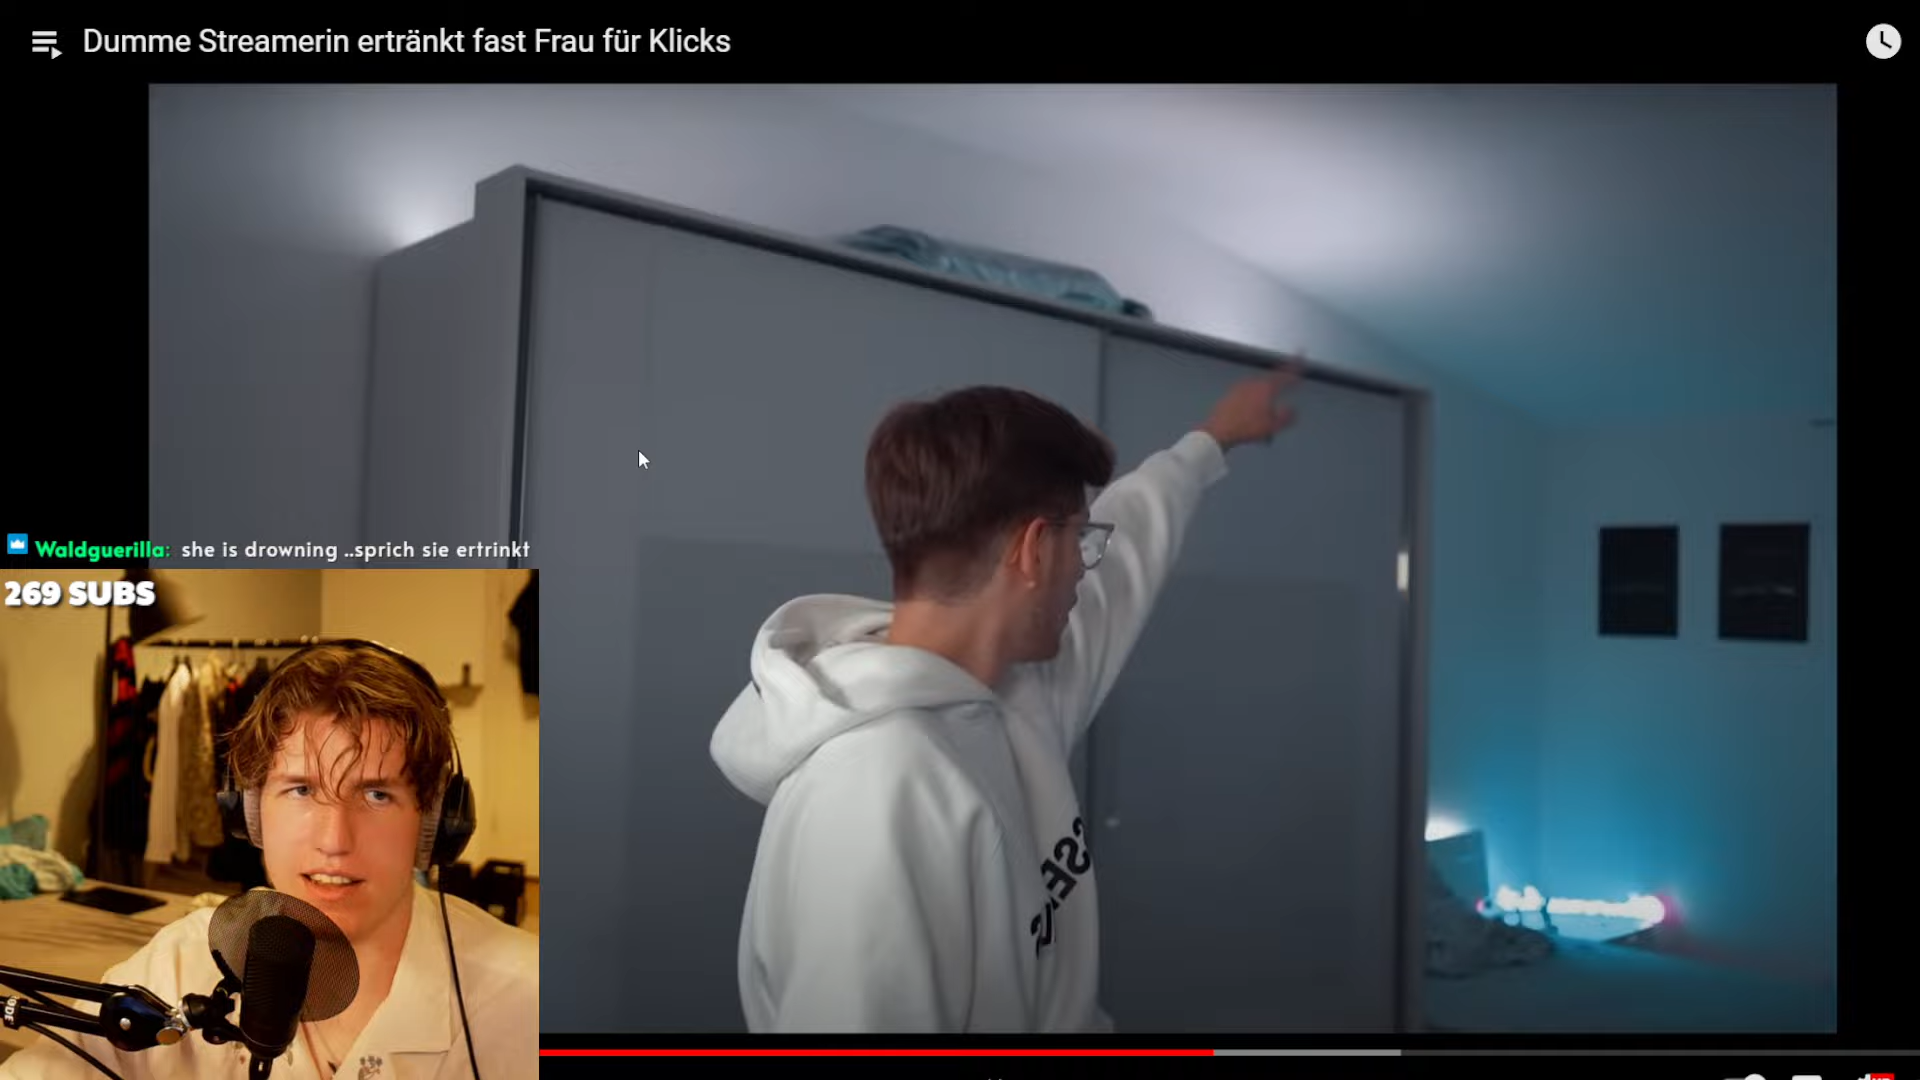 Dumme Streamerin ertränkt fast Frau für Klicks
Waldguerilla: she is drowning ..sprich sie ertrinkt
269 SUBS